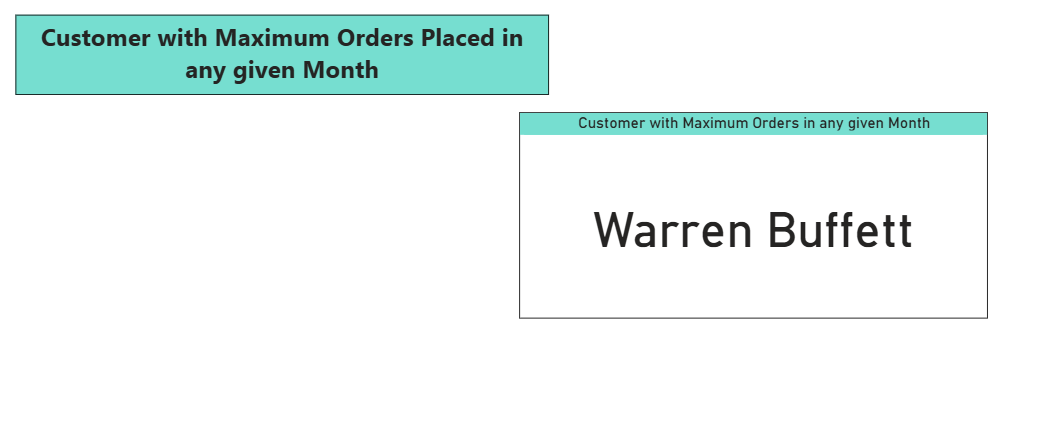 Customer with Maximum Orders Placed in
any given Month
Customer with Maximum Orders in any given Month
Warren Buffett